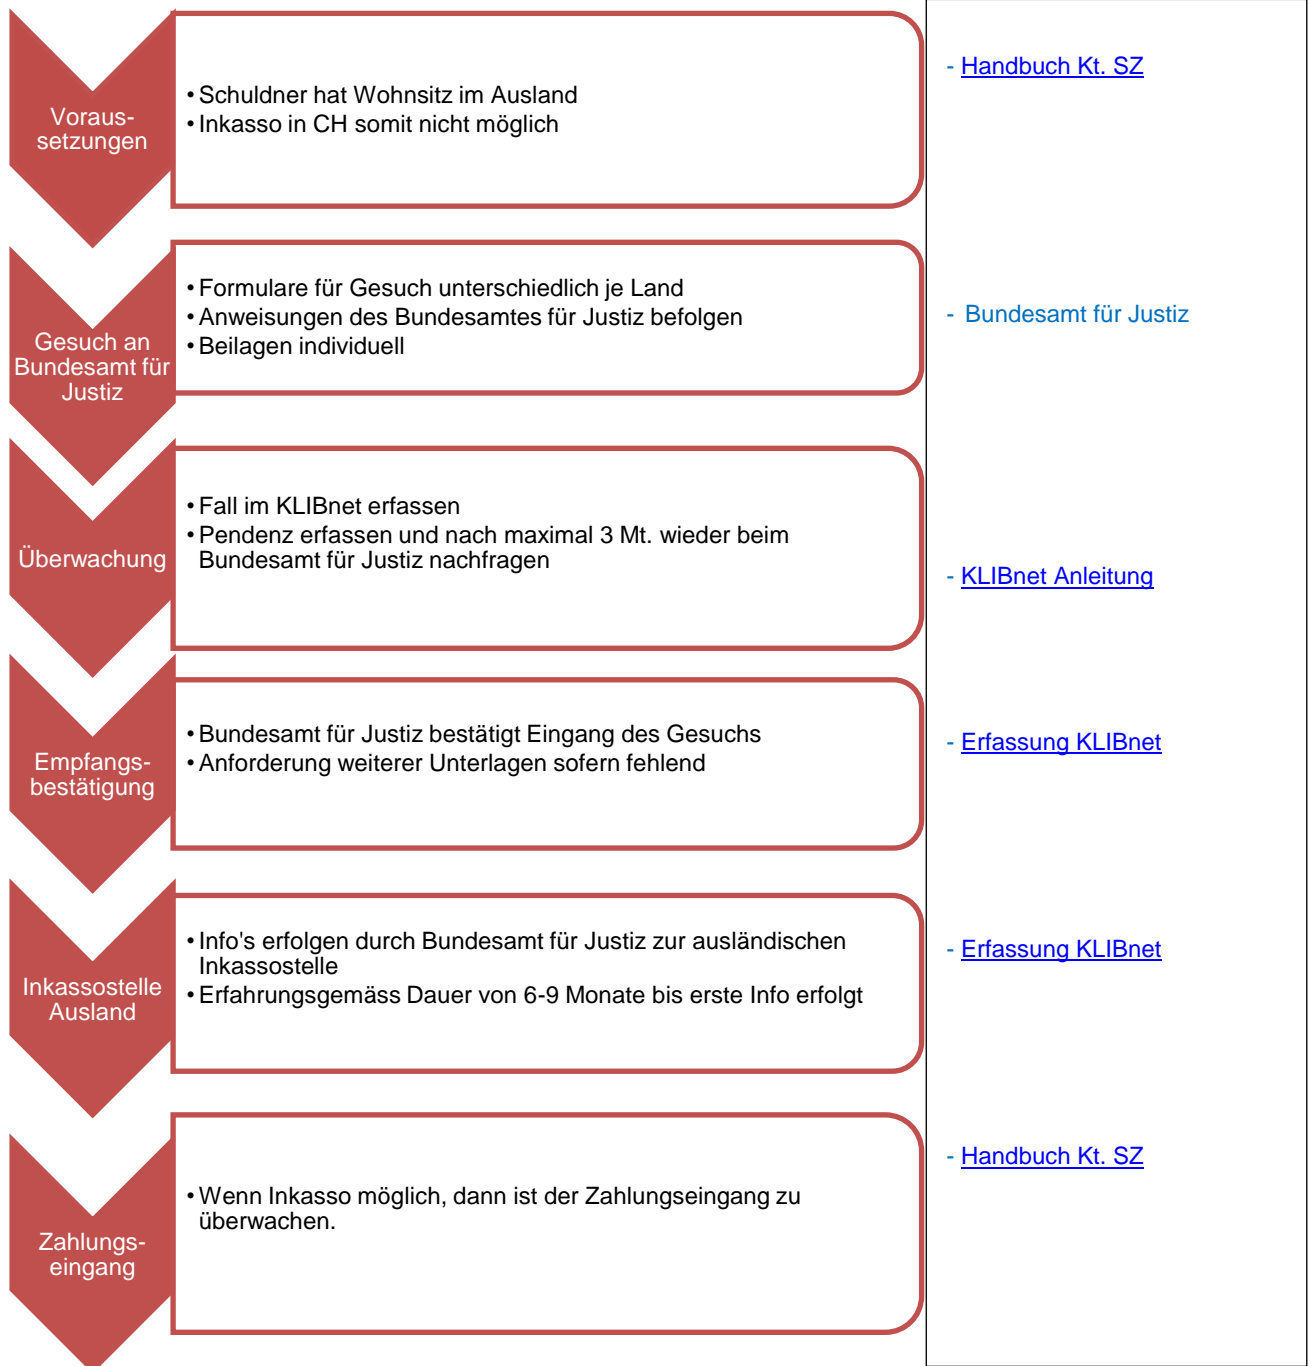 Voraus-
setzungen
• Schuldner hat Wohnsitz im Ausland
• Inkasso in CH somit nicht möglich
- Handbuch Kt. SZ
Gesuch an
Bundesamt für
Justiz
• Formulare für Gesuch unterschiedlich je Land
• Anweisungen des Bundesamtes für Justiz befolgen
• Beilagen individuell
- Bundesamt für Justiz
Überwachung
• Fall im KLIBnet erfassen
• Pendenz erfassen und nach maximal 3 Mt. wieder beim
Bundesamt für Justiz nachfragen
- KLIBnet Anleitung
Empfangs-
bestätigung
• Bundesamt für Justiz bestätigt Eingang des Gesuchs
• Anforderung weiterer Unterlagen sofern fehlend
- Erfassung KLIBnet
Inkassostelle
Ausland
• Info's erfolgen durch Bundesamt für Justiz zur ausländischen
Inkassostelle
• Erfahrungsgemäss Dauer von 6-9 Monate bis erste Info erfolgt
- Erfassung KLIBnet
Zahlungs-
eingang
• Wenn Inkasso möglich, dann ist der Zahlungseingang zu
überwachen.
- Handbuch Kt. SZ